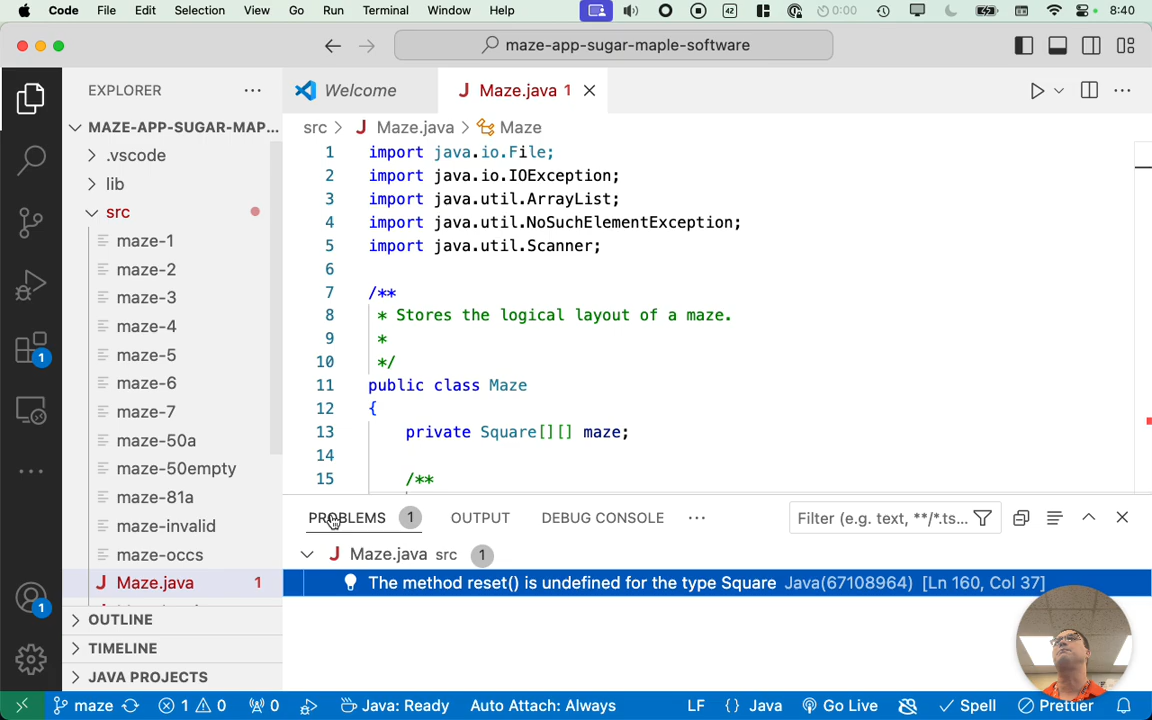 Code File Edit Selection View Go Run Terminal Window Help 42 0:00 8:40
maze-app-sugar-maple-software
EXPLORER
Welcome
J Maze.java 1
MAZE-APP-SUGAR-MAP...
.vscode
lib
src
maze-1
maze-2
maze-3
maze-4
maze-5
maze-6
maze-7
maze-50a
maze-50empty
maze-81a
maze-invalid
maze-occs
J Maze.java 1
OUTLINE
TIMELINE
JAVA PROJECTS
1
1
src > J Maze.java > Maze
1 import java.io.File;
2 import java.io.IOException;
3 import java.util.ArrayList;
4 import java.util.NoSuchElementException;
5 import java.util.Scanner;
6
7 /**
8 * Stores the logical layout of a maze.
9 *
10 */
11 public class Maze
12 {
13 private Square[][] maze;
14
15 /**
PROBLEMS 1 OUTPUT DEBUG CONSOLE ... Filter (e.g. text, **/*.ts...
J Maze.java src 1
The method reset() is undefined for the type Square Java(67108964) [Ln 160, Col 37]
maze 1 0 0 Java: Ready Auto Attach: Always LF {} Java Go Live Spell Prettier